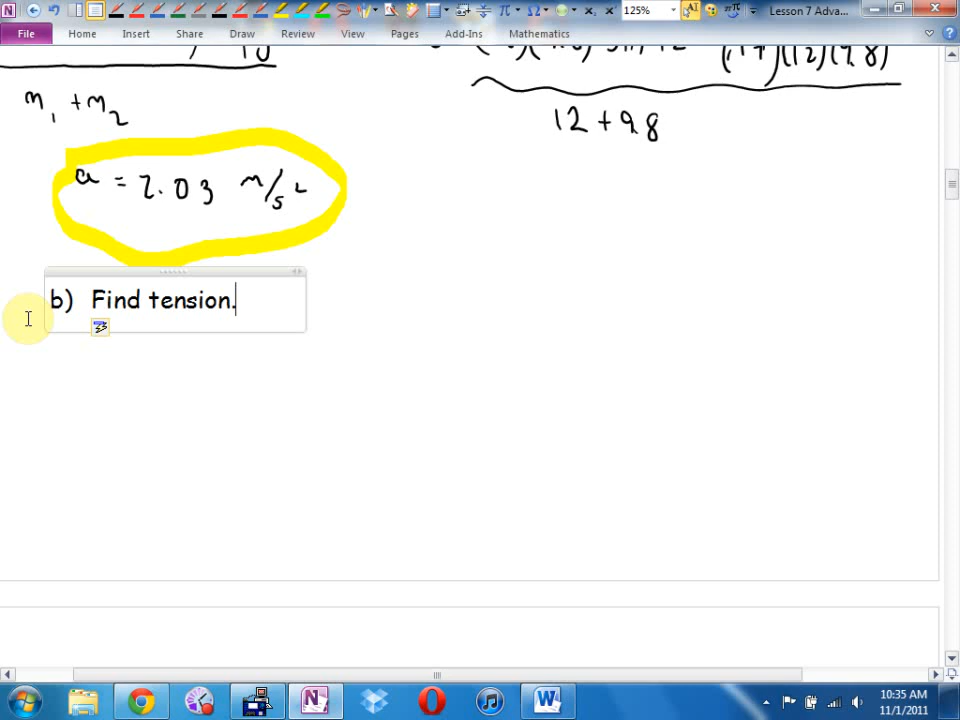 125%
Lesson 7 Adva...
File Home Insert Share Draw Review View Pages Add-Ins Mathematics
(.17)(12)(9.8)
m1 + m2
12 + 9.8
a = 2.03 m/s2
b) Find tension.
10:35 AM
11/1/2011